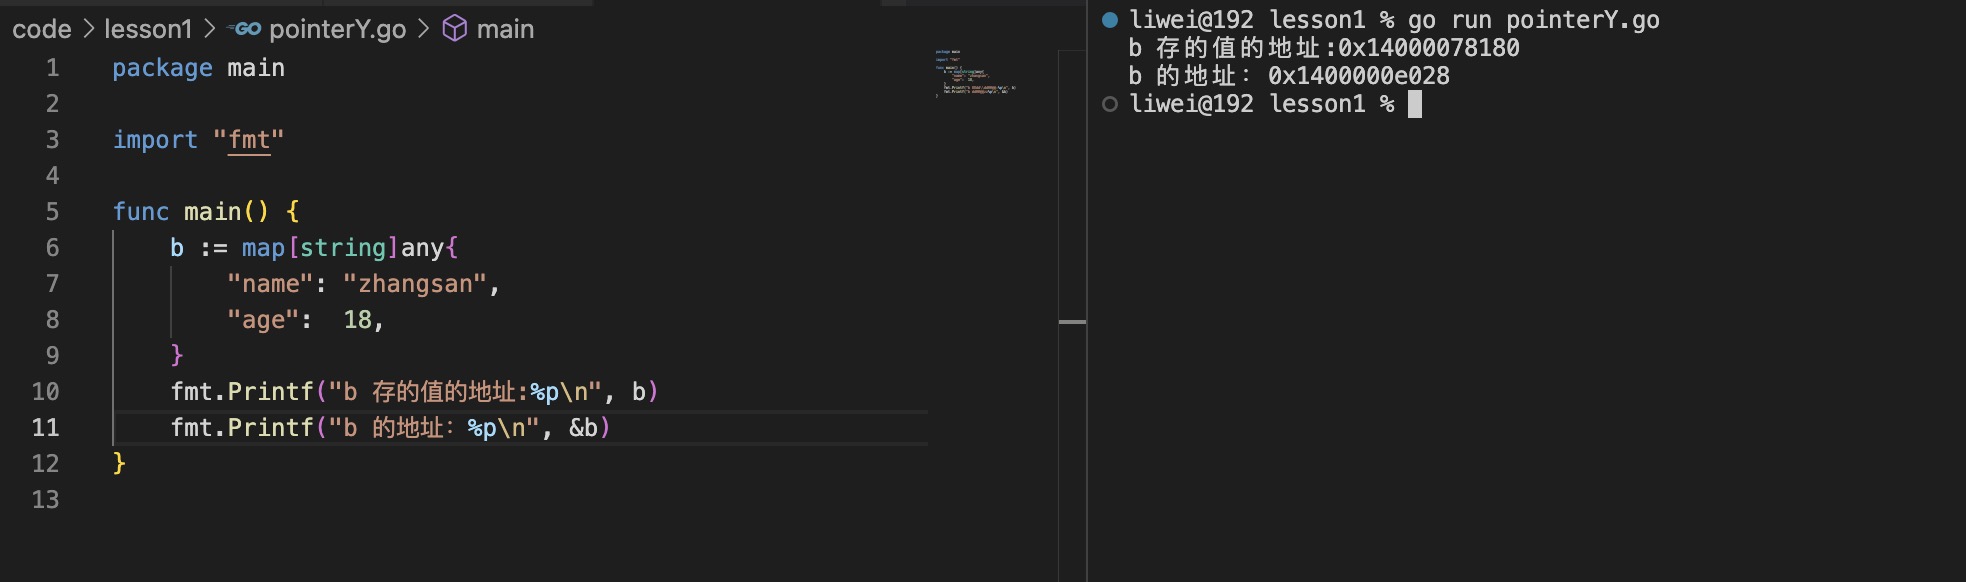 code > lesson1 > GO pointerY.go > main
1 package main
2
3 import "fmt"
4
5 func main() {
6 b := map[string]any{
7 "name": "zhangsan",
8 "age":  18,
9 }
10 fmt.Printf("b 存的值的地址:%p\n", b)
11 fmt.Printf("b 的地址: %p\n", &b)
12 }
13
liwei@192 lesson1 % go run pointerY.go
b 存的值的地址:0x14000078180
b 的地址: 0x1400000e028
liwei@192 lesson1 %